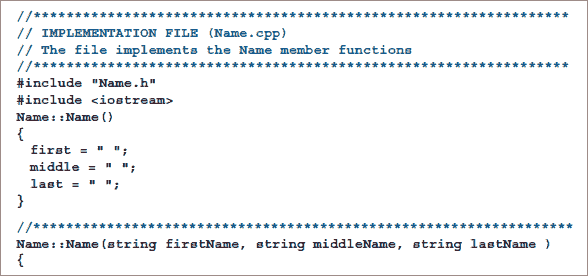 //*****************************************************************
// IMPLEMENTATION FILE (Name.cpp)
// The file implements the Name member functions
//*****************************************************************
#include "Name.h"
#include <iostream>
Name::Name()
{
first = " ";
middle = " ";
last = " ";
}
//******************************************************************
Name::Name(string firstName, string middleName, string lastName )
{